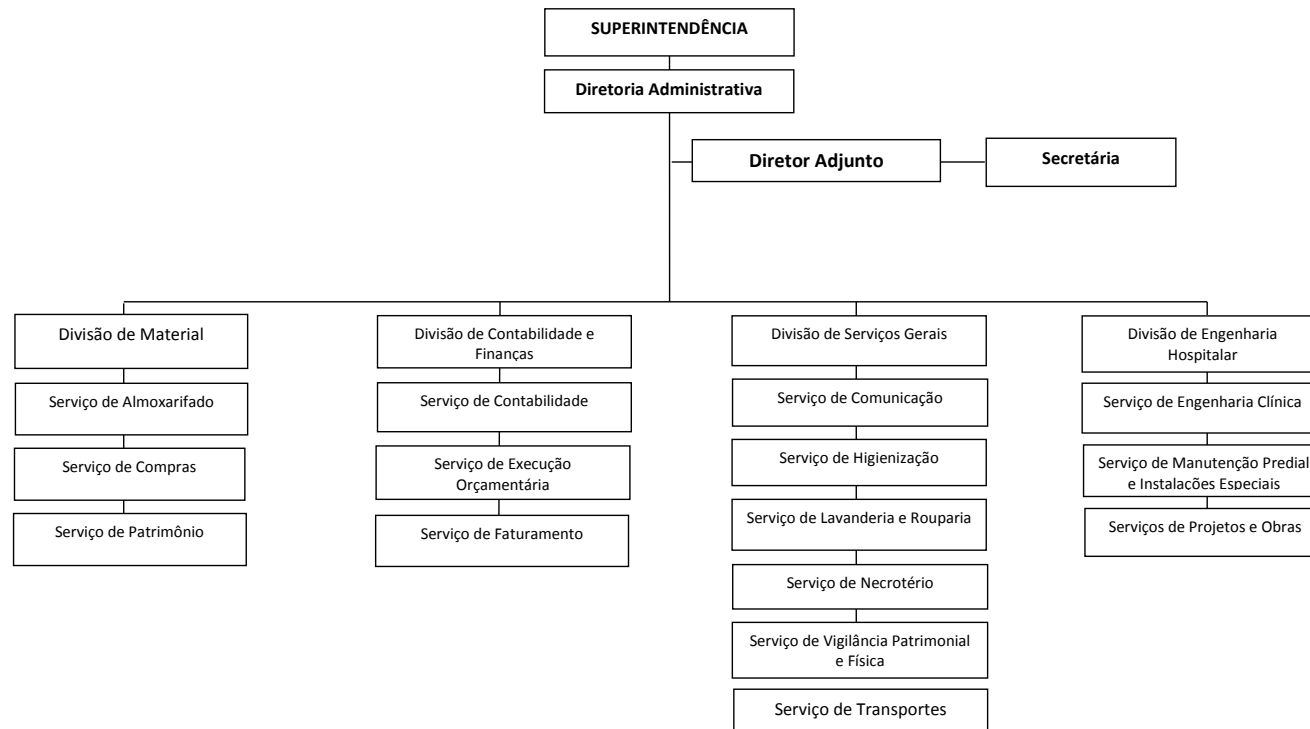 SUPERINTENDÊNCIA
Diretoria Administrativa
Diretor Adjunto
Secretária
Divisão de Material
Serviço de Almoxarifado
Serviço de Compras
Serviço de Patrimônio
Divisão de Contabilidade e
Finanças
Serviço de Contabilidade
Serviço de Execução
Orçamentária
Serviço de Faturamento
Divisão de Serviços Gerais
Serviço de Comunicação
Serviço de Higienização
Serviço de Lavanderia e Rouparia
Serviço de Necrotério
Serviço de Vigilância Patrimonial
e Física
Serviço de Transportes
Divisão de Engenharia
Hospitalar
Serviço de Engenharia Clínica
Serviço de Manutenção Predial
e Instalações Especiais
Serviços de Projetos e Obras